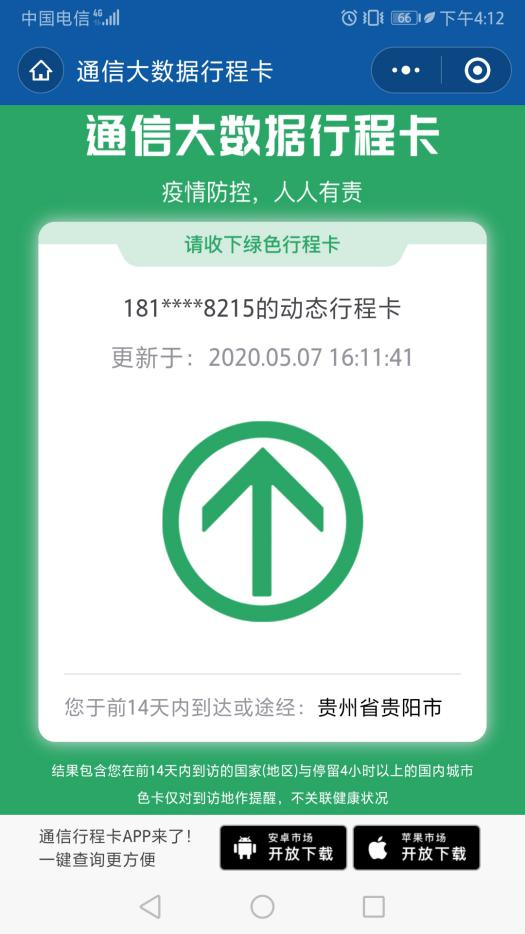 中国电信 4G 66 下午4:12
通信大数据行程卡
通信大数据行程卡
疫情防控，人人有责
请收下绿色行程卡
181****8215的动态行程卡
更新于：2020.05.07 16:11:41
您于前14天内到达或途经：贵州省贵阳市
结果包含您在前14天内到访的国家(地区)与停留4小时以上的国内城市
色卡仅对到访地作提醒，不关联健康状况
通信行程卡APP来了！
一键查询更方便
安卓市场
开放下载
苹果市场
开放下载